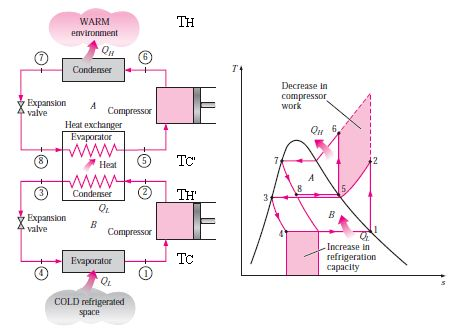 WARM
environment
TH
QH
7
6
Condenser
Expansion
valve
A
Compressor
Heat exchanger
Evaporator
8
Heat
5
TC"
3
Condenser
2
TH'
QL
Expansion
valve
B
Compressor
TC
Evaporator
4
QL
1
COLD refrigerated
space
T
Decrease in
compressor
work
QH
6
7
2
A
8
5
3
B
4
QL
1
Increase in
refrigeration
capacity
s